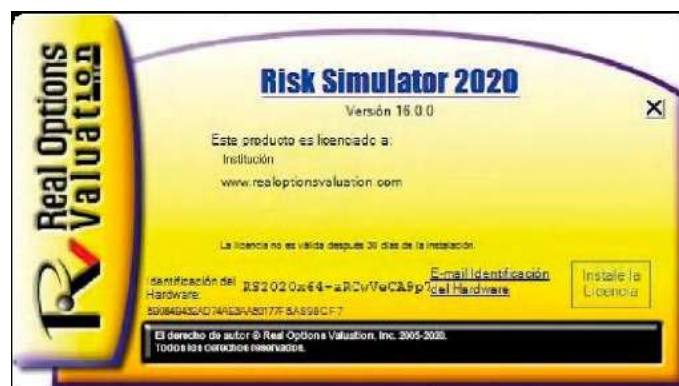 Real Options
Valuation
Risk Simulator 2020
Versión 16.0.0
Este producto es licenciado a:
Institución
www.realoptionsvaluation.com
La licencia no es válida después 30 días de la instalación.
Identificación del
Hardware:
RS2020x64-aRCwVeCA9p7
E-mail Identificación
del Hardware
Instale la
Licencia
El derecho de autor © Real Options Valuation, Inc. 2005-2020.
Todos los derechos reservados.